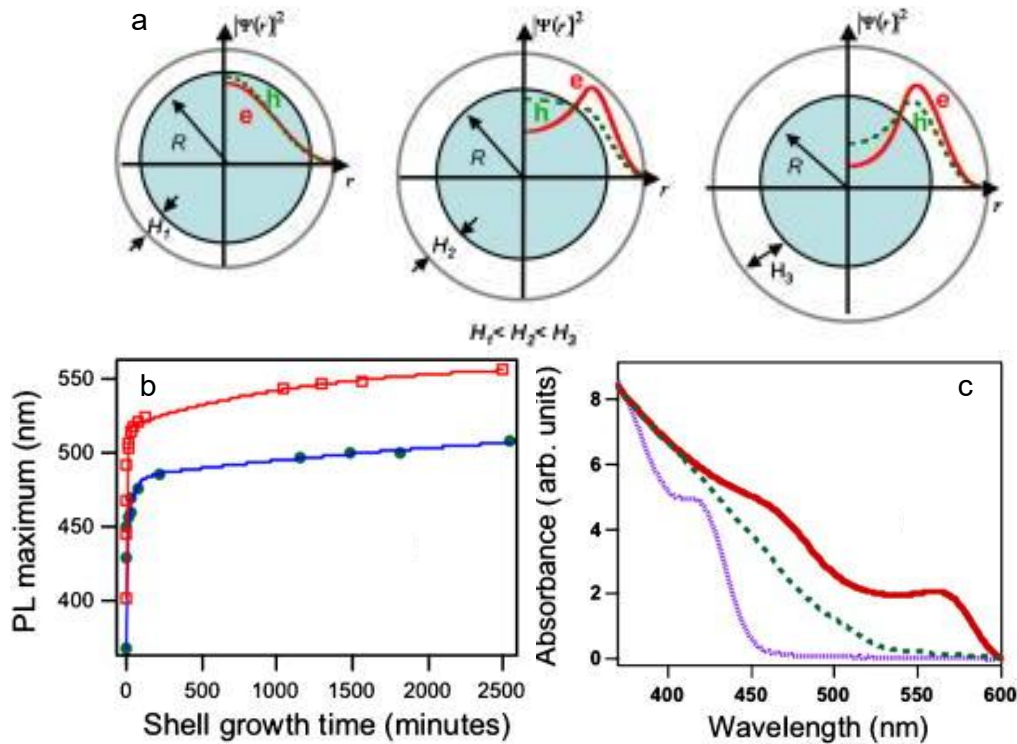 a
|Ψ(r)|²
h
e
R
r
H₁
|Ψ(r)|²
e
h
R
r
H₂
|Ψ(r)|²
e
h
R
r
H₃
H₁< H₂< H₃
b
550
500
450
400
PL maximum (nm)
0 500 1000 1500 2000 2500
Shell growth time (minutes)
c
8
6
4
2
0
Absorbance ( arb. units)
400 450 500 550 600
Wavelength (nm)